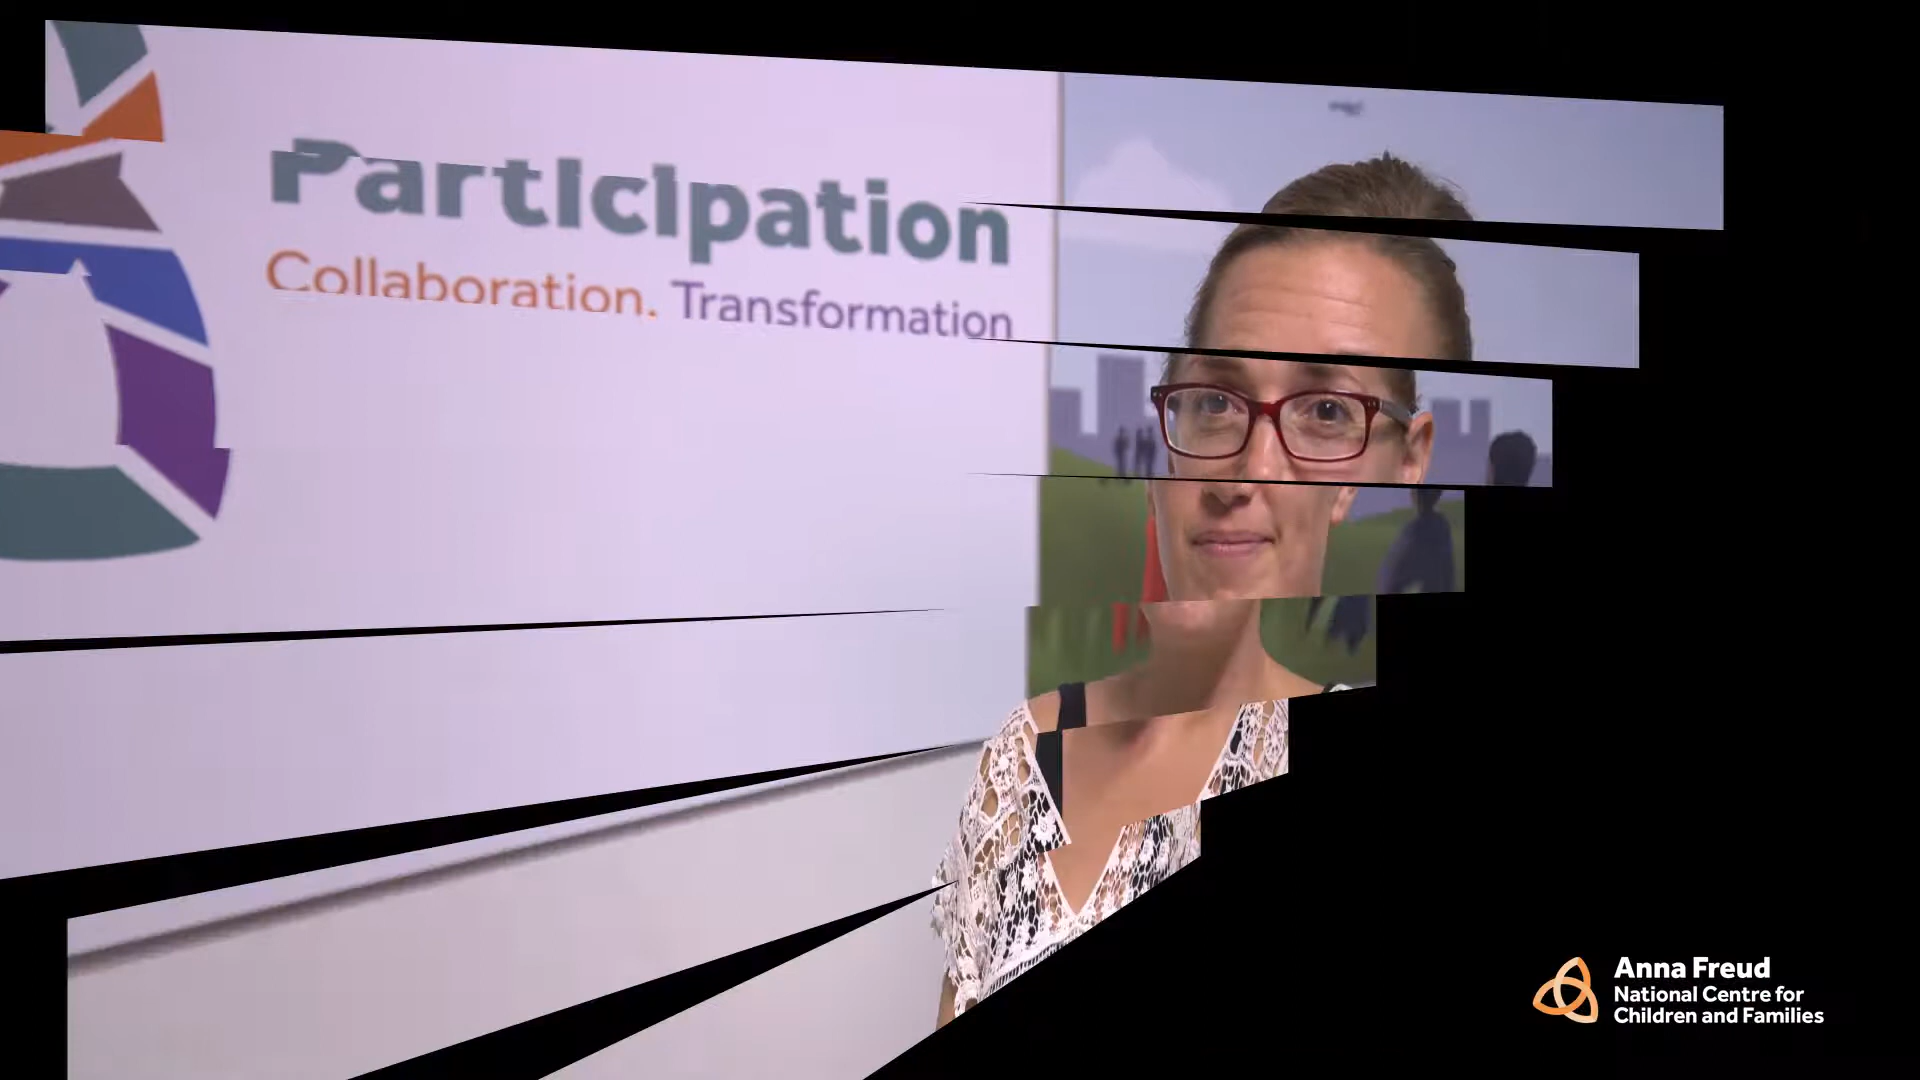 Participation
Collaboration. Transformation
Anna Freud
National Centre for
Children and Families